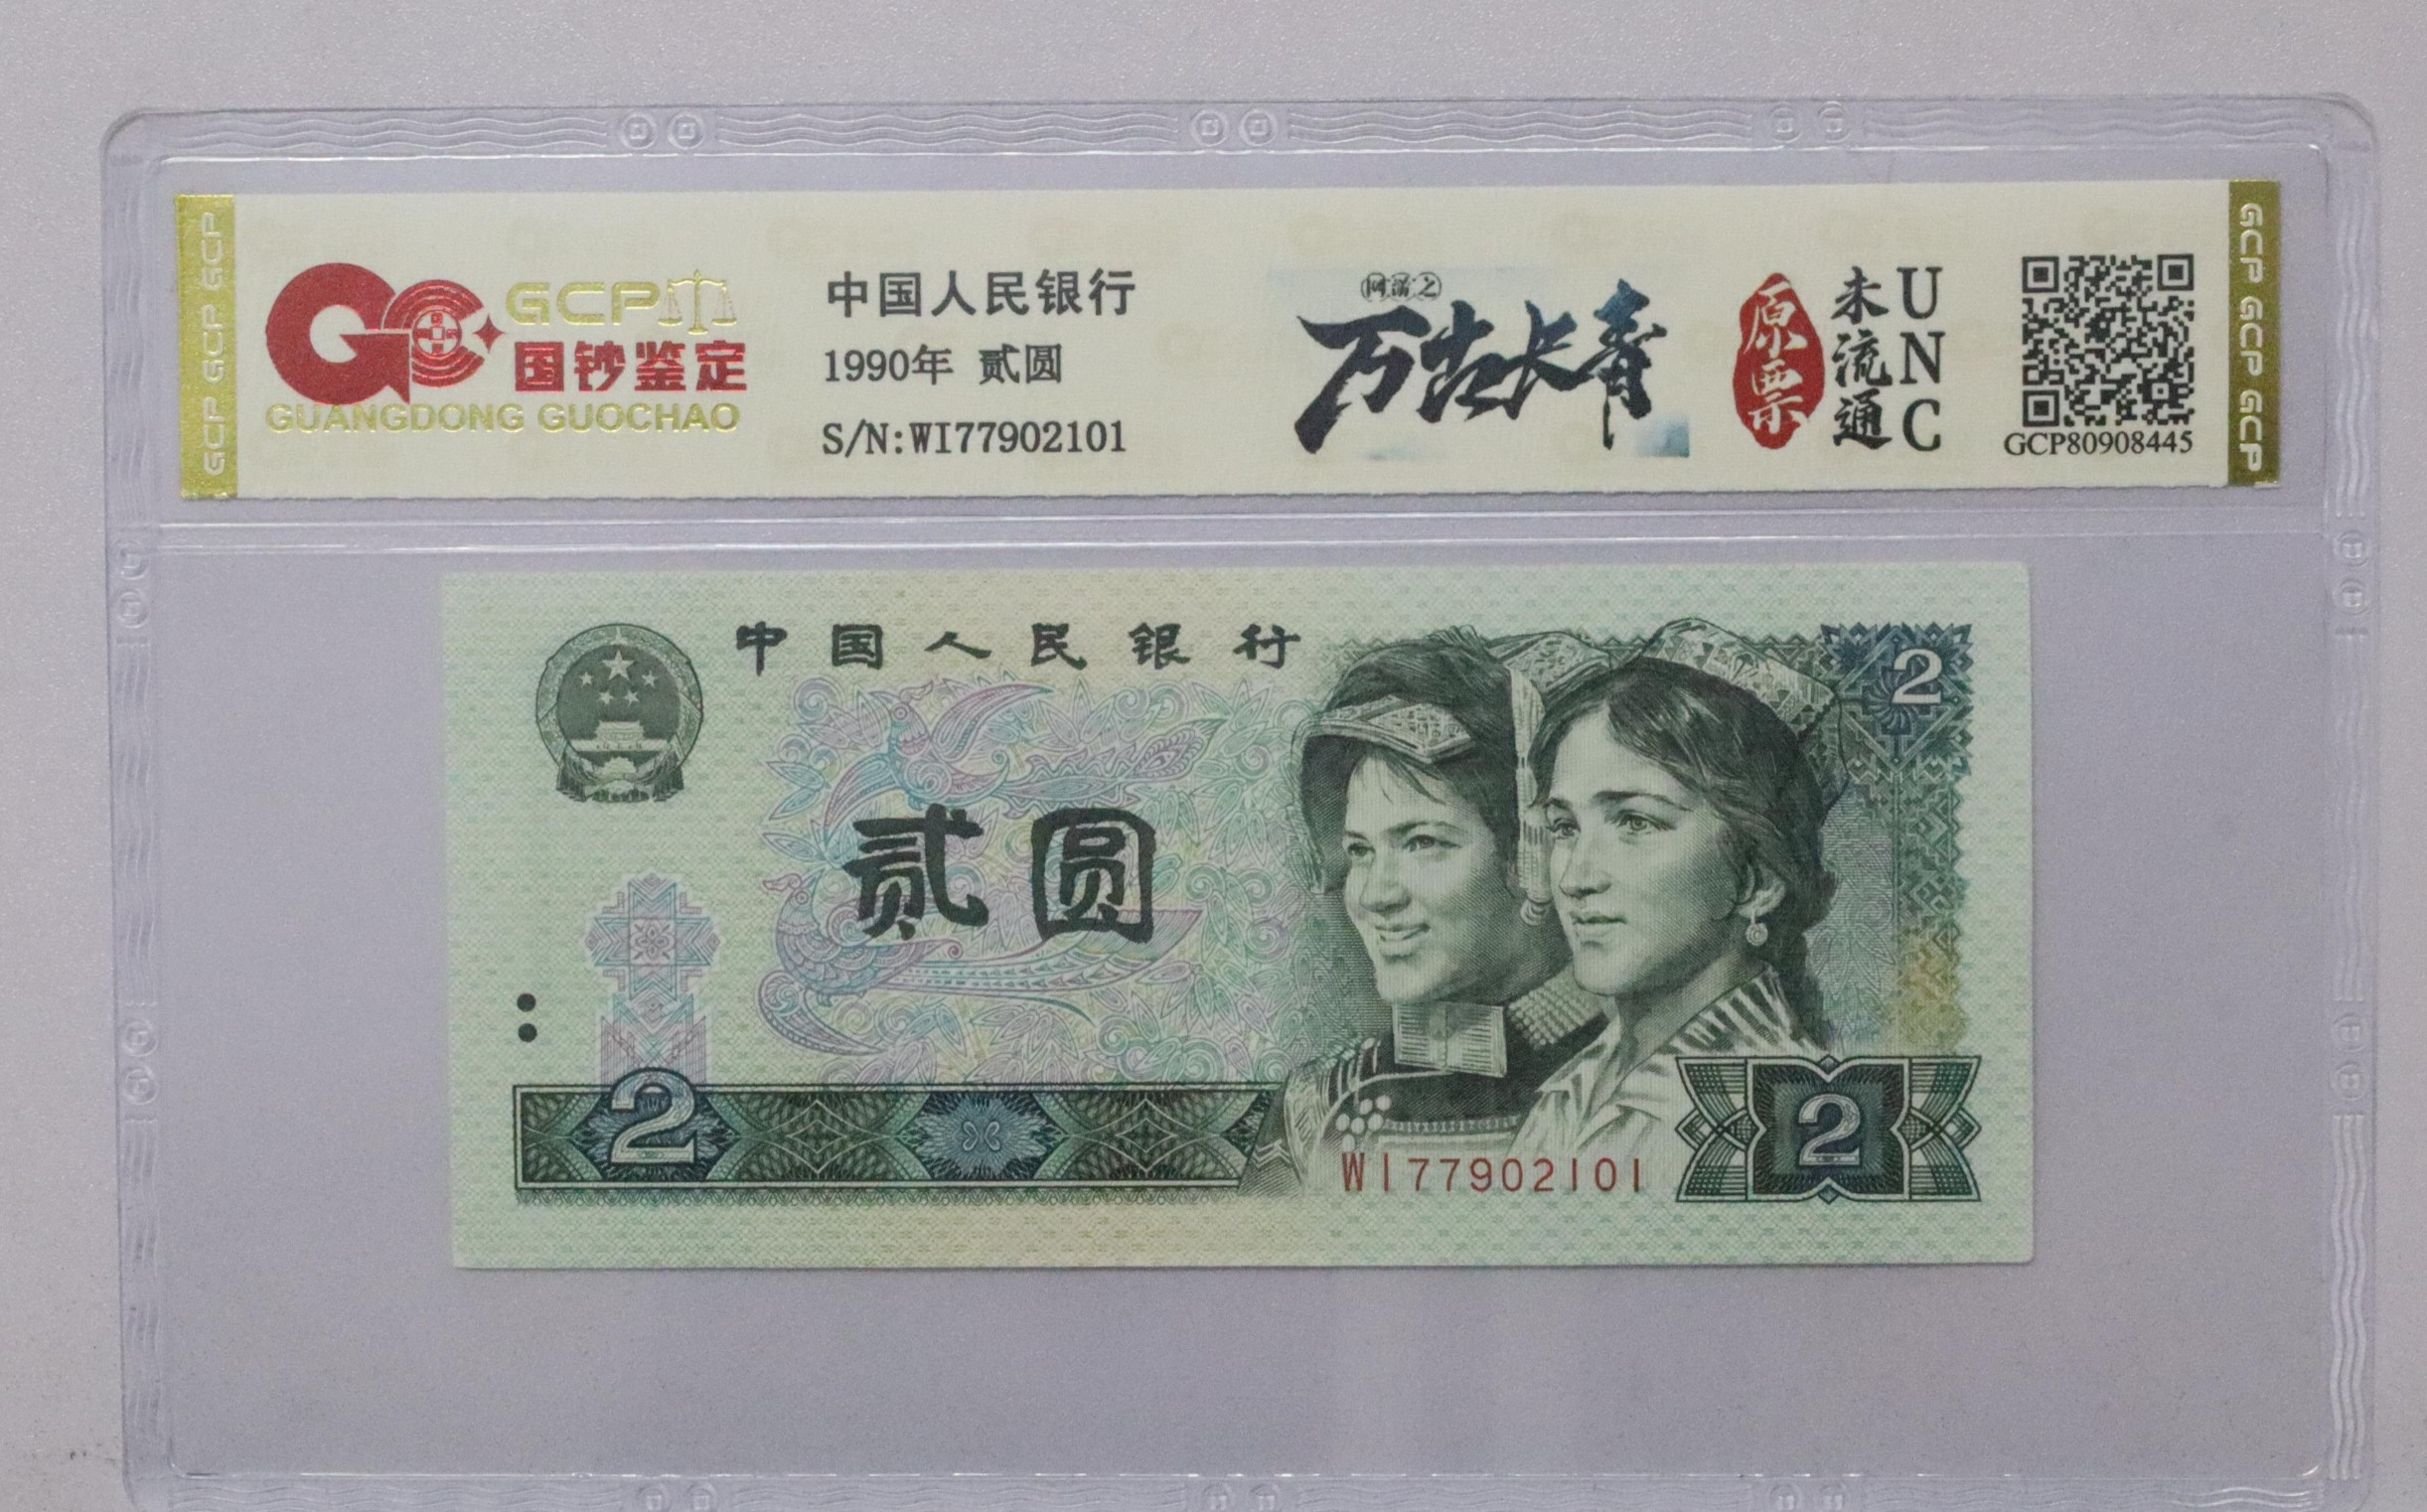 GCP GCP GCP
GCP
国钞鉴定
GUANGDONG GUOCHAO
中国人民银行
1990年 贰圆
S/N:WI77902101
万古长青
原票
未流通
UNC
GCP80908445
GCP GCP GCP
中国人民银行
2
贰圆
2
WI77902101
2